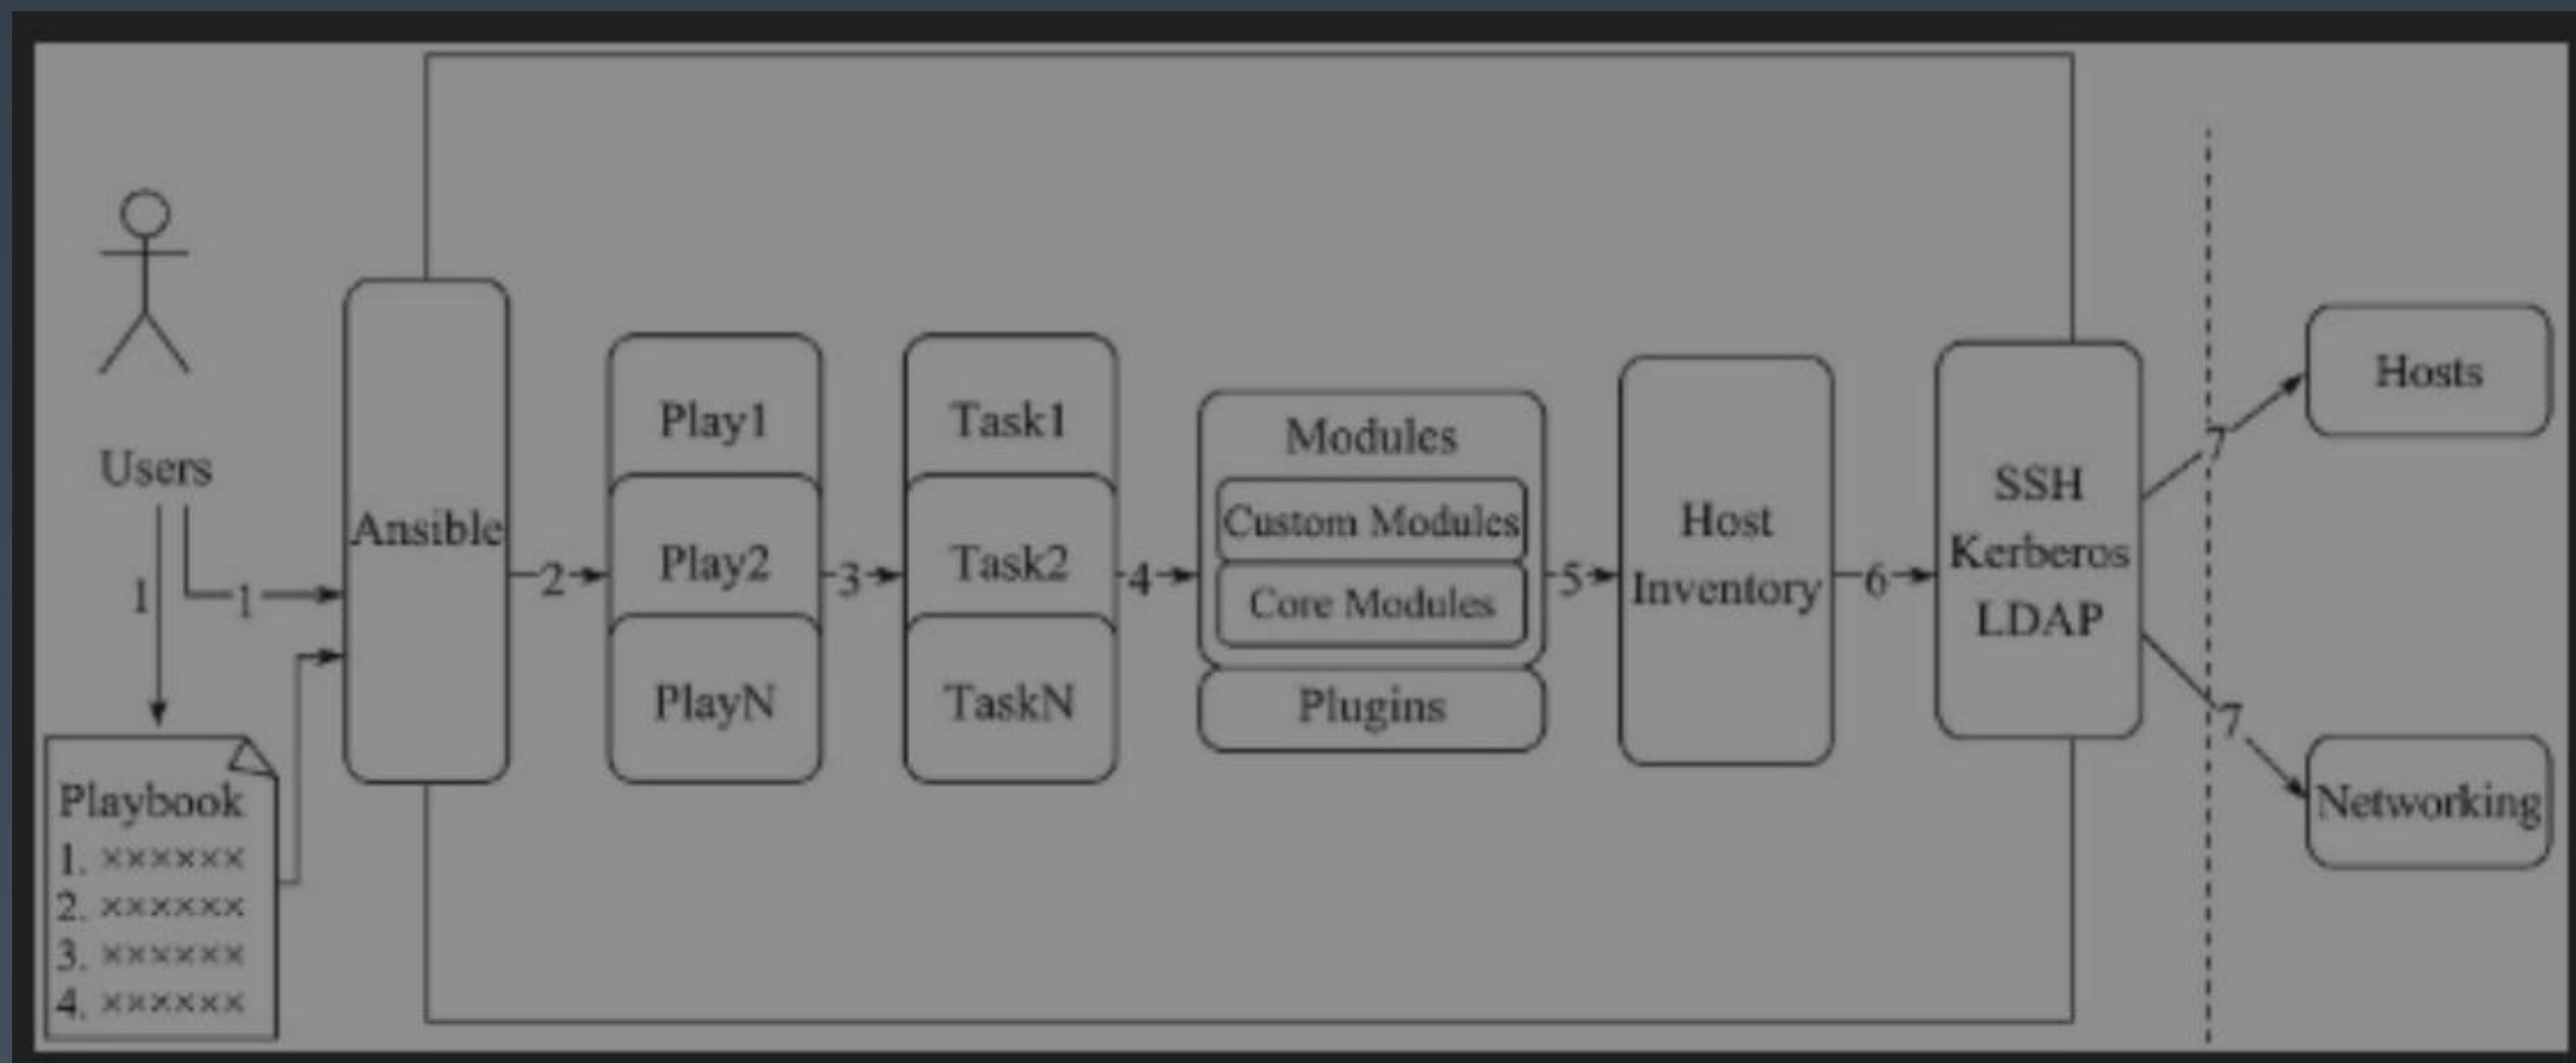 Users
1
1
Playbook
1. ××××××
2. ××××××
3. ××××××
4. ××××××
Ansible
2
Play1
Play2
PlayN
3
Task1
Task2
TaskN
4
Modules
Custom Modules
Core Modules
Plugins
5
Host
Inventory
6
SSH
Kerberos
LDAP
7
Hosts
7
Networking